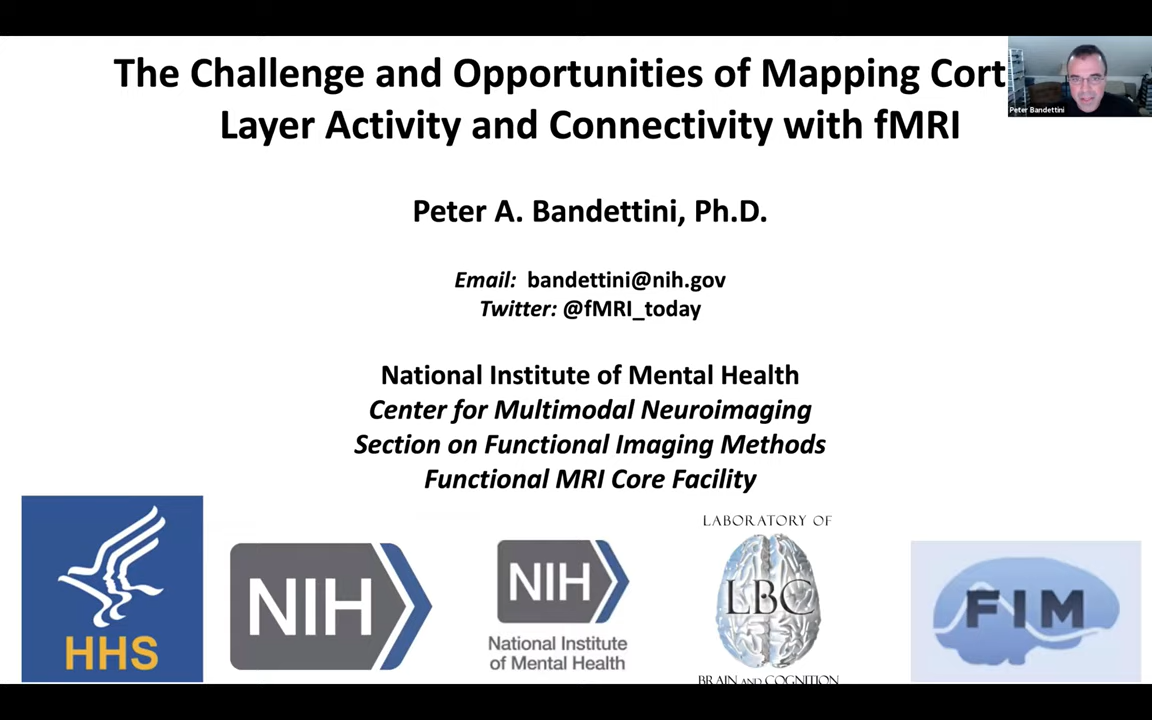 The Challenge and Opportunities of Mapping Cort
Layer Activity and Connectivity with fMRI
Peter Bandettini
Peter A. Bandettini, Ph.D.
Email: bandettini@nih.gov
Twitter: @fMRI_today
National Institute of Mental Health
Center for Multimodal Neuroimaging
Section on Functional Imaging Methods
Functional MRI Core Facility
HHS
NIH
NIH
National Institute
of Mental Health
LABORATORY OF
LBC
BRAIN AND COGNITION
FIM